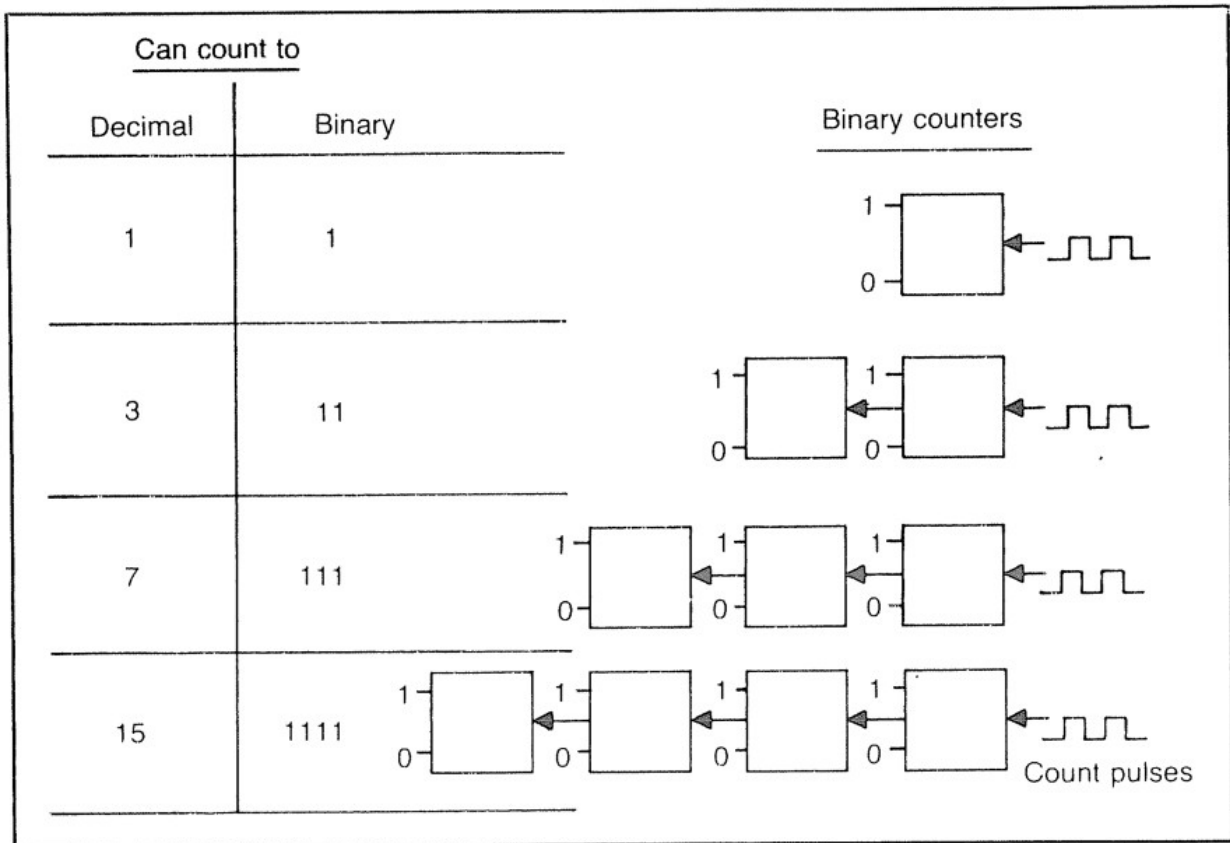 Can count to
Decimal Binary Binary counters
1 1
1
0
3 11
1 1
0 0
7 111
1 1 1
0 0 0
15 1111
1 1 1 1
0 0 0 0
Count pulses